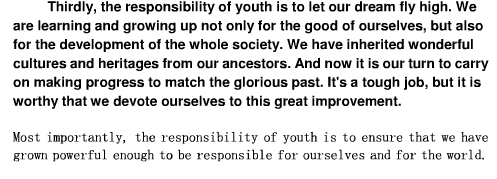 Thirdly, the responsibility of youth is to let our dream fly high. We
are learning and growing up not only for the good of ourselves, but also
for the development of the whole society. We have inherited wonderful
cultures and heritages from our ancestors. And now it is our turn to carry
on making progress to match the glorious past. It's a tough job, but it is
worthy that we devote ourselves to this great improvement.
Most importantly, the responsibility of youth is to ensure that we have
grown powerful enough to be responsible for ourselves and for the world.